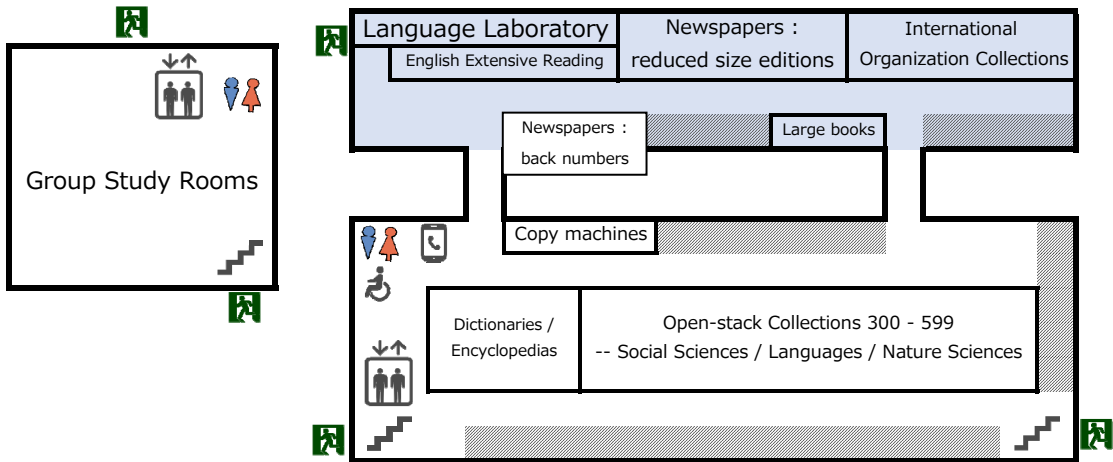 Group Study Rooms
Language Laboratory
English Extensive Reading
Newspapers :
reduced size editions
International
Organization Collections
Newspapers :
back numbers
Large books
Copy machines
Dictionaries /
Encyclopedias
Open-stack Collections 300 - 599
-- Social Sciences / Languages / Nature Sciences